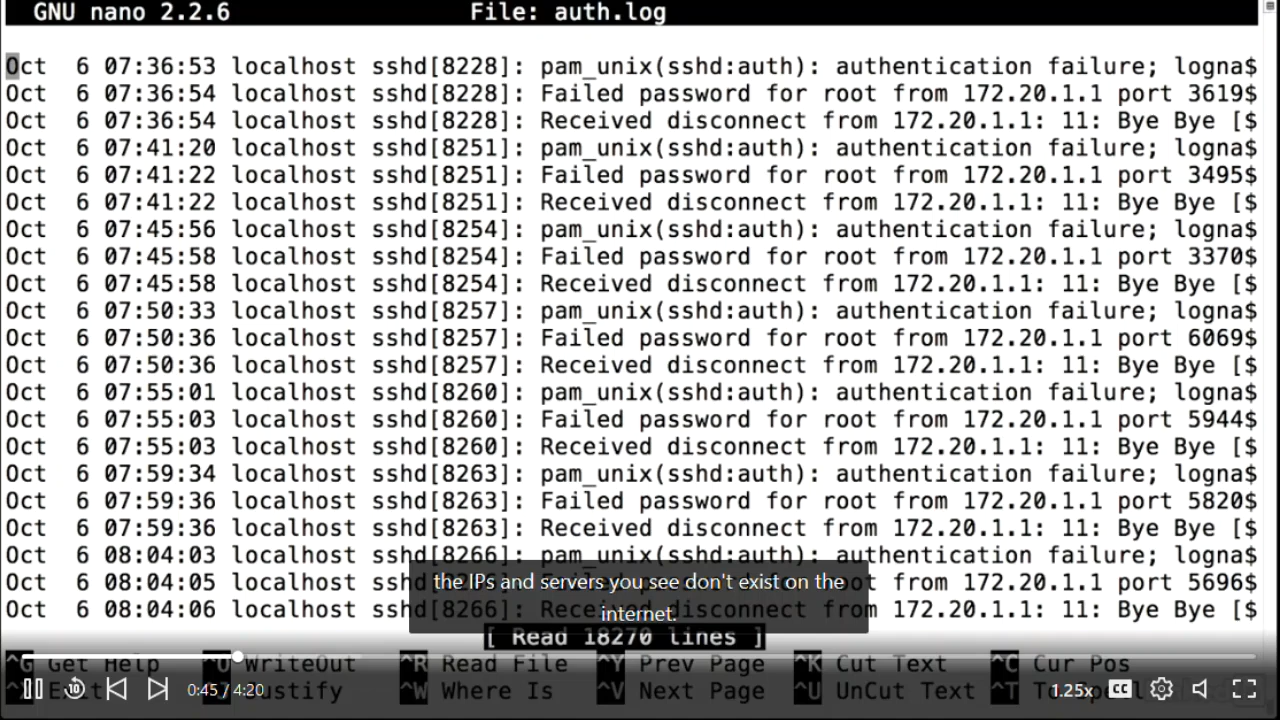 GNU nano 2.2.6 File: auth.log
Oct 6 07:36:53 localhost sshd[8228]: pam_unix(sshd:auth): authentication failure; logna$
Oct 6 07:36:54 localhost sshd[8228]: Failed password for root from 172.20.1.1 port 3619$
Oct 6 07:36:54 localhost sshd[8228]: Received disconnect from 172.20.1.1: 11: Bye Bye [$
Oct 6 07:41:20 localhost sshd[8251]: pam_unix(sshd:auth): authentication failure; logna$
Oct 6 07:41:22 localhost sshd[8251]: Failed password for root from 172.20.1.1 port 3495$
Oct 6 07:41:22 localhost sshd[8251]: Received disconnect from 172.20.1.1: 11: Bye Bye [$
Oct 6 07:45:56 localhost sshd[8254]: pam_unix(sshd:auth): authentication failure; logna$
Oct 6 07:45:58 localhost sshd[8254]: Failed password for root from 172.20.1.1 port 3370$
Oct 6 07:45:58 localhost sshd[8254]: Received disconnect from 172.20.1.1: 11: Bye Bye [$
Oct 6 07:50:33 localhost sshd[8257]: pam_unix(sshd:auth): authentication failure; logna$
Oct 6 07:50:36 localhost sshd[8257]: Failed password for root from 172.20.1.1 port 6069$
Oct 6 07:50:36 localhost sshd[8257]: Received disconnect from 172.20.1.1: 11: Bye Bye [$
Oct 6 07:55:01 localhost sshd[8260]: pam_unix(sshd:auth): authentication failure; logna$
Oct 6 07:55:03 localhost sshd[8260]: Failed password for root from 172.20.1.1 port 5944$
Oct 6 07:55:03 localhost sshd[8260]: Received disconnect from 172.20.1.1: 11: Bye Bye [$
Oct 6 07:59:34 localhost sshd[8263]: pam_unix(sshd:auth): authentication failure; logna$
Oct 6 07:59:36 localhost sshd[8263]: Failed password for root from 172.20.1.1 port 5820$
Oct 6 07:59:36 localhost sshd[8263]: Received disconnect from 172.20.1.1: 11: Bye Bye [$
Oct 6 08:04:03 localhost sshd[8266]: pam_unix(sshd:auth): authentication failure; logna$
Oct 6 08:04:05 localhost from 172.20.1.1 port 5696$
the IPs and servers you see don't exist on the
Oct 6 08:04:06 localhost sshd[8266]: Received disconnect from 172.20.1.1: 11: Bye Bye [$
internet.
[ Read 18270 lines ]
^G Get Help ^O WriteOut ^R Read File ^Y Prev Page ^K Cut Text ^C Cur Pos
^W Where Is ^V Next Page ^U UnCut Text ^T
10 0:45 / 4:20 1.25x CC